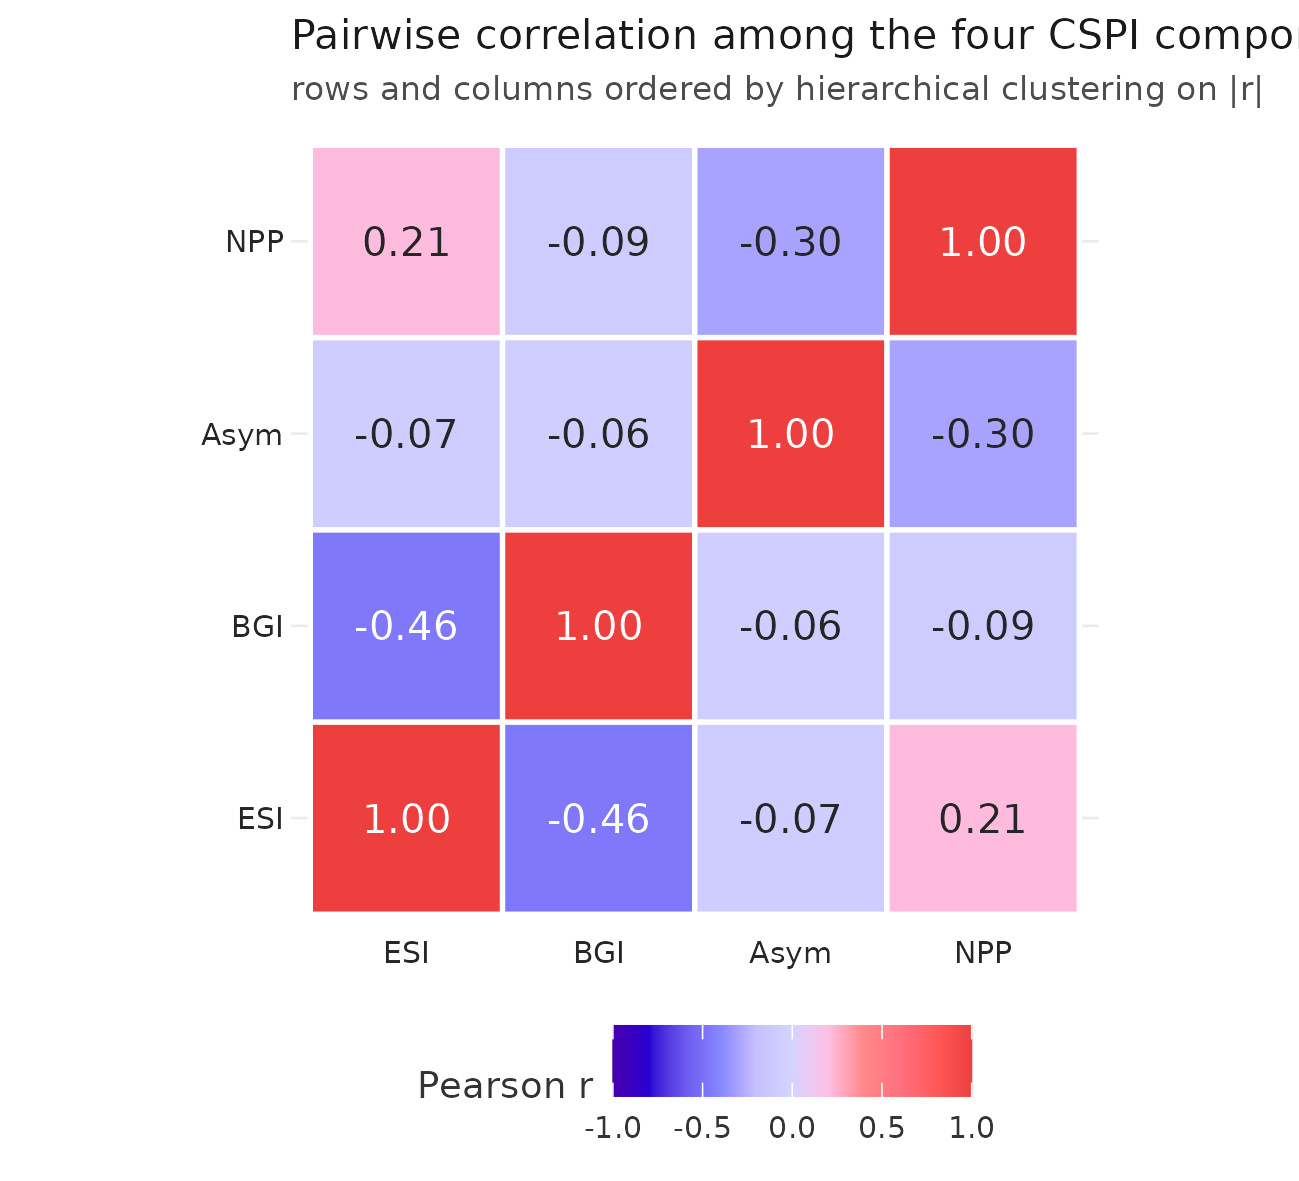 Pairwise correlation among the four CSPI
rows and columns ordered by hierarchical clustering on |r|
NPP 0.21 -0.09 -0.30 1.00
Asym -0.07 -0.06 1.00 -0.30
BGI -0.46 1.00 -0.06 -0.09
ESI 1.00 -0.46 -0.07 0.21
ESI BGI Asym NPP
Pearson r
-1.0 -0.5 0.0 0.5 1.0